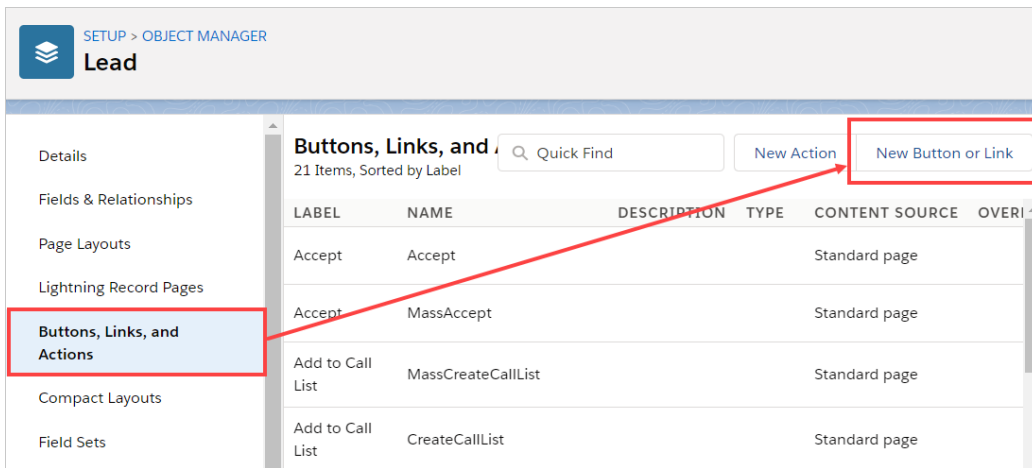 SETUP > OBJECT MANAGER
Lead
Details
Fields & Relationships
Page Layouts
Lightning Record Pages
Buttons, Links, and
Actions
Compact Layouts
Field Sets
Buttons, Links, and
Quick Find
New Action
New Button or Link
21 Items, Sorted by Label
LABEL NAME DESCRIPTION TYPE CONTENT SOURCE
Accept Accept Standard page
Accept MassAccept Standard page
Add to Call
List
MassCreateCallList Standard page
Add to Call
List
CreateCallList Standard page